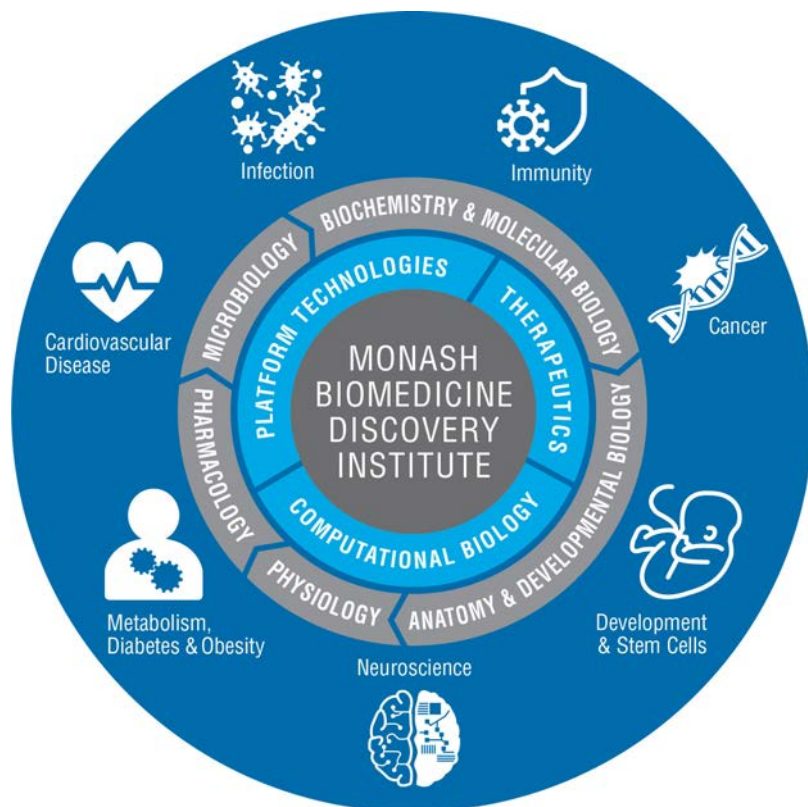 Infection
Immunity
Cardiovascular
Disease
Cancer
Metabolism,
Diabetes & Obesity
Development
& Stem Cells
Neuroscience
MICROBIOLOGY
BIOCHEMISTRY & MOLECULAR BIOLOGY
PHARMACOLOGY
PHYSIOLOGY
ANATOMY & DEVELOPMENTAL BIOLOGY
PLATFORM TECHNOLOGIES
THERAPEUTICS
COMPUTATIONAL BIOLOGY
MONASH
BIOMEDICINE
DISCOVERY
INSTITUTE